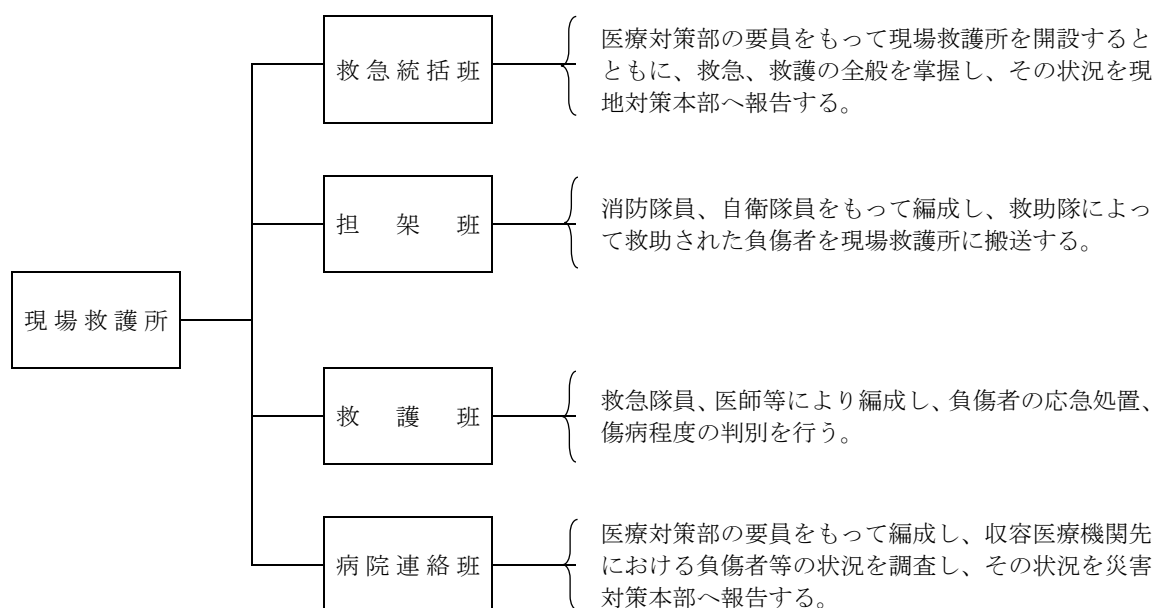 救急統括班
医療対策部の要員をもって現場救護所を開設すると
ともに、救急、救護の全般を掌握し、その状況を現
地対策本部へ報告する。
担架班
消防隊員、自衛隊員をもって編成し、救助隊によっ
て救助された負傷者を現場救護所に搬送する。
現場救護所
救護班
救急隊員、医師等により編成し、負傷者の応急処置、
傷病程度の判別を行う。
病院連絡班
医療対策部の要員をもって編成し、収容医療機関先
における負傷者等の状況を調査し、その状況を災害
対策本部へ報告する。